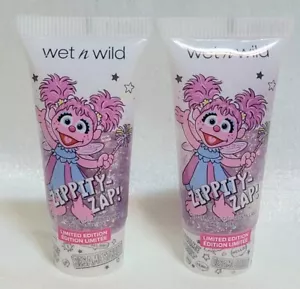 wet n wild
ZIPPITY-
ZAP!
LIMITED EDITION
ÉDITION LIMITÉE
wet n wild
ZIPPITY-
ZAP!
LIMITED EDITION
ÉDITION LIMITÉE